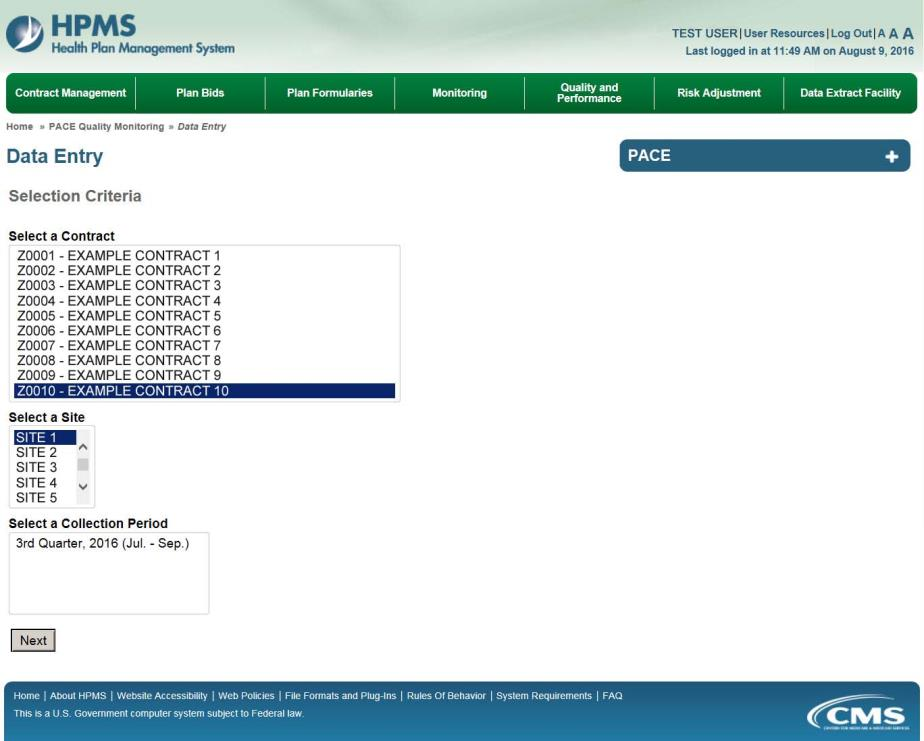 HPMS
Health Plan Management System
TEST USER|User Resources|Log Out|A A A
Last logged in at 11:49 AM on August 9, 2016
Contract Management
Plan Bids
Plan Formularies
Monitoring
Quality and
Performance
Risk Adjustment
Data Extract Facility
Home » PACE Quality Monitoring » Data Entry
Data Entry
PACE +
Selection Criteria
Select a Contract
Z0001 - EXAMPLE CONTRACT 1
Z0002 - EXAMPLE CONTRACT 2
Z0003 - EXAMPLE CONTRACT 3
Z0004 - EXAMPLE CONTRACT 4
Z0005 - EXAMPLE CONTRACT 5
Z0006 - EXAMPLE CONTRACT 6
Z0007 - EXAMPLE CONTRACT 7
Z0008 - EXAMPLE CONTRACT 8
Z0009 - EXAMPLE CONTRACT 9
Z0010 - EXAMPLE CONTRACT 10
Select a Site
SITE 1
SITE 2
SITE 3
SITE 4
SITE 5
Select a Collection Period
3rd Quarter, 2016 (Jul. - Sep.)
Next
Home | About HPMS | Website Accessibility | Web Policies | File Formats and Plug-Ins | Rules Of Behavior | System Requirements | FAQ
This is a U.S. Government computer system subject to Federal law.
CMS
CENTERS FOR MEDICARE & MEDICAID SERVICES